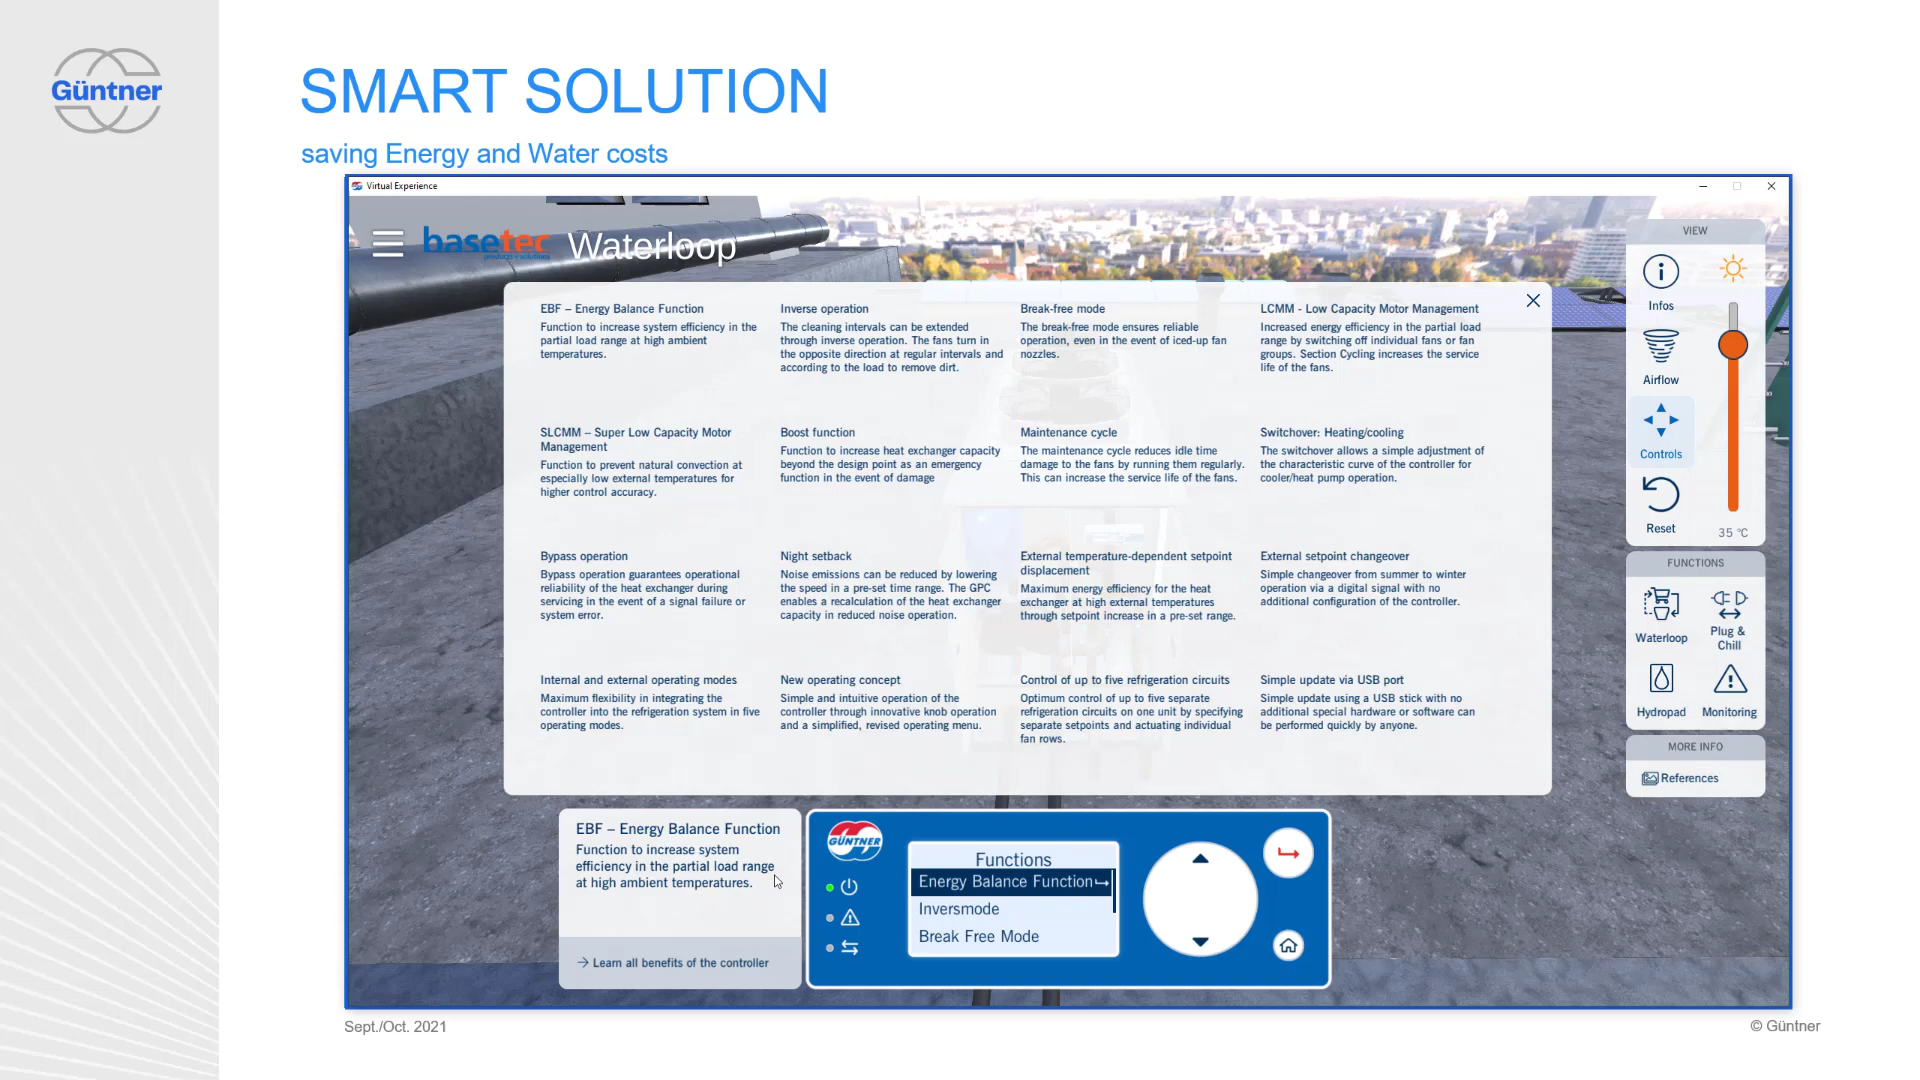 Güntner
SMART SOLUTION
saving Energy and Water costs
Virtual Experience
basetec
products + solutions
Waterloop
EBF – Energy Balance Function
Function to increase system efficiency in the
partial load range at high ambient
temperatures.
Inverse operation
The cleaning intervals can be extended
through inverse operation. The fans turn in
the opposite direction at regular intervals and
according to the load to remove dirt.
Break-free mode
The break-free mode ensures reliable
operation, even in the event of iced-up fan
nozzles.
LCMM - Low Capacity Motor Management
Increased energy efficiency in the partial load
range by switching off individual fans or fan
groups. Section Cycling increases the service
life of the fans.
SLCMM – Super Low Capacity Motor
Management
Function to prevent natural convection at
especially low external temperatures for
higher control accuracy.
Boost function
Function to increase heat exchanger capacity
beyond the design point as an emergency
function in the event of damage
Maintenance cycle
The maintenance cycle reduces idle time
damage to the fans by running them regularly.
This can increase the service life of the fans.
Switchover: Heating/cooling
The switchover allows a simple adjustment of
the characteristic curve of the controller for
cooler/heat pump operation.
Bypass operation
Bypass operation guarantees operational
reliability of the heat exchanger during
servicing in the event of a signal failure or
system error.
Night setback
Noise emissions can be reduced by lowering
the speed in a pre-set time range. The GPC
enables a recalculation of the heat exchanger
capacity in reduced noise operation.
External temperature-dependent setpoint
displacement
Maximum energy efficiency for the heat
exchanger at high external temperatures
through setpoint increase in a pre-set range.
External setpoint changeover
Simple changeover from summer to winter
operation via a digital signal with no
additional configuration of the controller.
Internal and external operating modes
Maximum flexibility in integrating the
controller into the refrigeration system in five
operating modes.
New operating concept
Simple and intuitive operation of the
controller through innovative knob operation
and a simplified, revised operating menu.
Control of up to five refrigeration circuits
Optimum control of up to five separate
refrigeration circuits on one unit by specifying
separate setpoints and actuating individual
fan rows.
Simple update via USB port
Simple update using a USB stick with no
additional special hardware or software can
be performed quickly by anyone.
VIEW
Infos
Airflow
Controls
Reset
35 °C
FUNCTIONS
Waterloop
Plug &
Chill
Hydropad
Monitoring
MORE INFO
References
EBF – Energy Balance Function
Function to increase system
efficiency in the partial load range
at high ambient temperatures.
→ Learn all benefits of the controller
GÜNTNER
Functions
Energy Balance Function
Inversmode
Break Free Mode
Sept./Oct. 2021
© Güntner